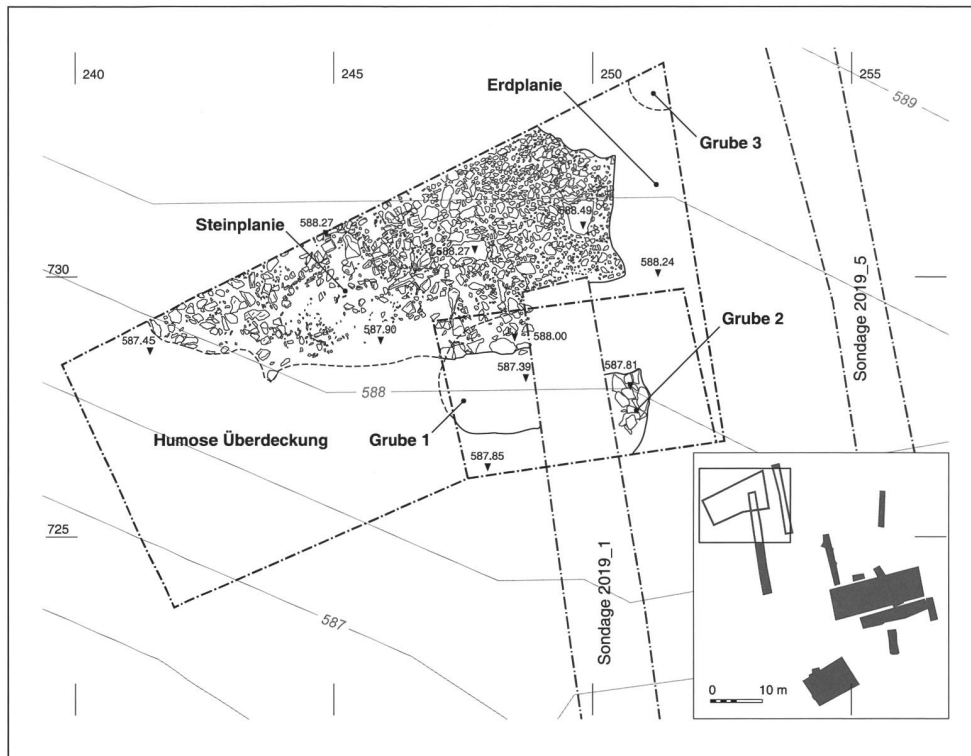 240
245
250
255
589
Erdplanie
Grube 3
Steinplanie
588.27
588.49
588.27
588.24
730
587.45
587.90
588.00
587.39
587.81
Grube 2
588
Humose Überdeckung
Grube 1
587.85
725
587
Sondage 2019_1
Sondage 2019_5
0 10 m